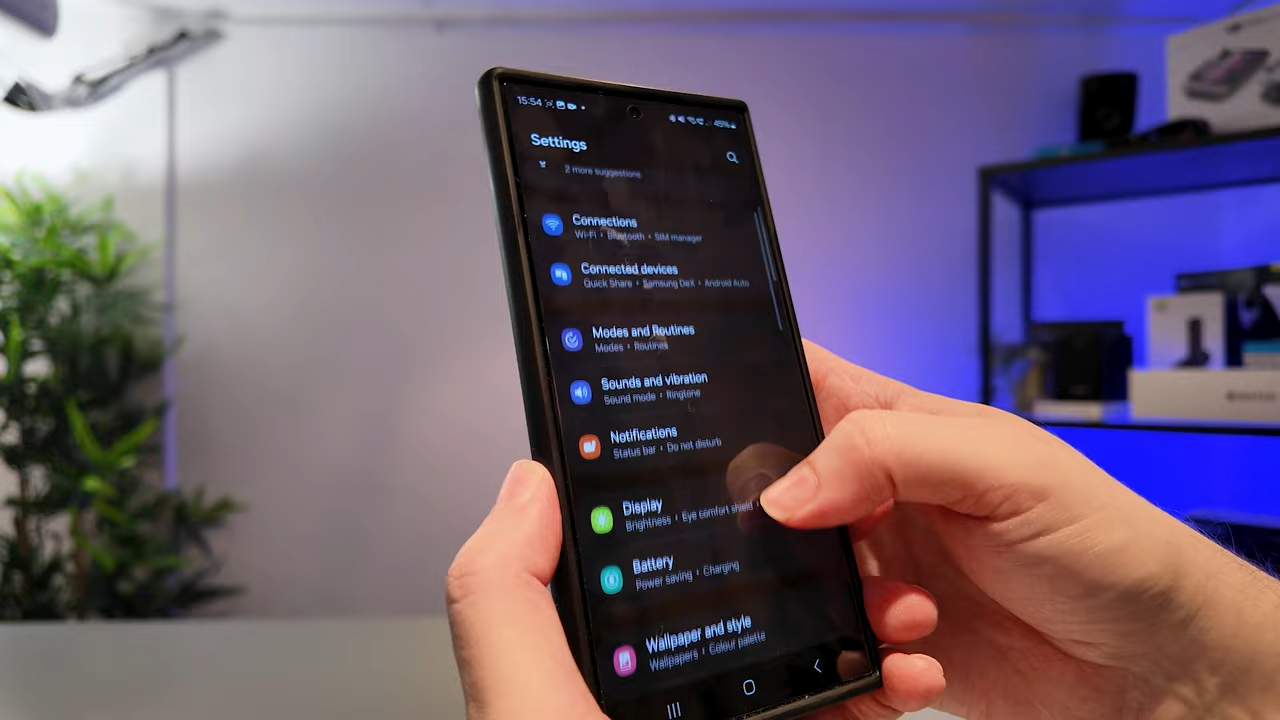 15:54
45%
Settings
2 more suggestions
Connections
Wi-Fi • Bluetooth • SIM manager
Connected devices
Quick Share • Samsung DeX • Android Auto
Modes and Routines
Modes • Routines
Sounds and vibration
Sound mode • Ringtone
Notifications
Status bar • Do not disturb
Display
Brightness • Eye comfort shield •
Battery
Power saving • Charging
Wallpaper and style
Wallpapers • Colour palette